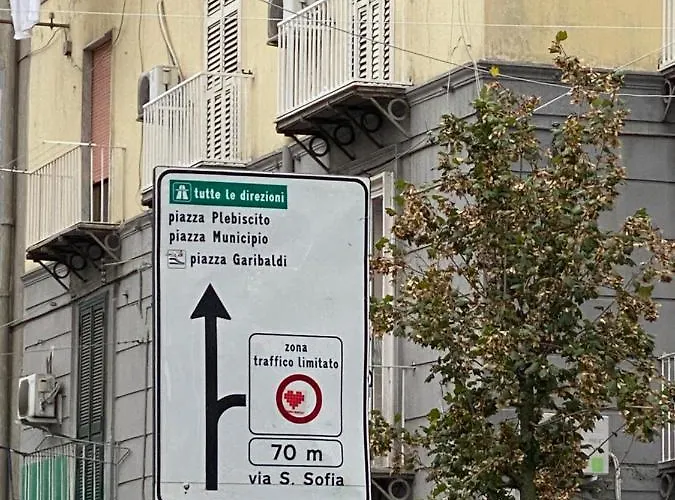 tutte le direzioni
piazza Plebiscito
piazza Municipio
piazza Garibaldi
zona
traffico limitato
70 m
via S. Sofia